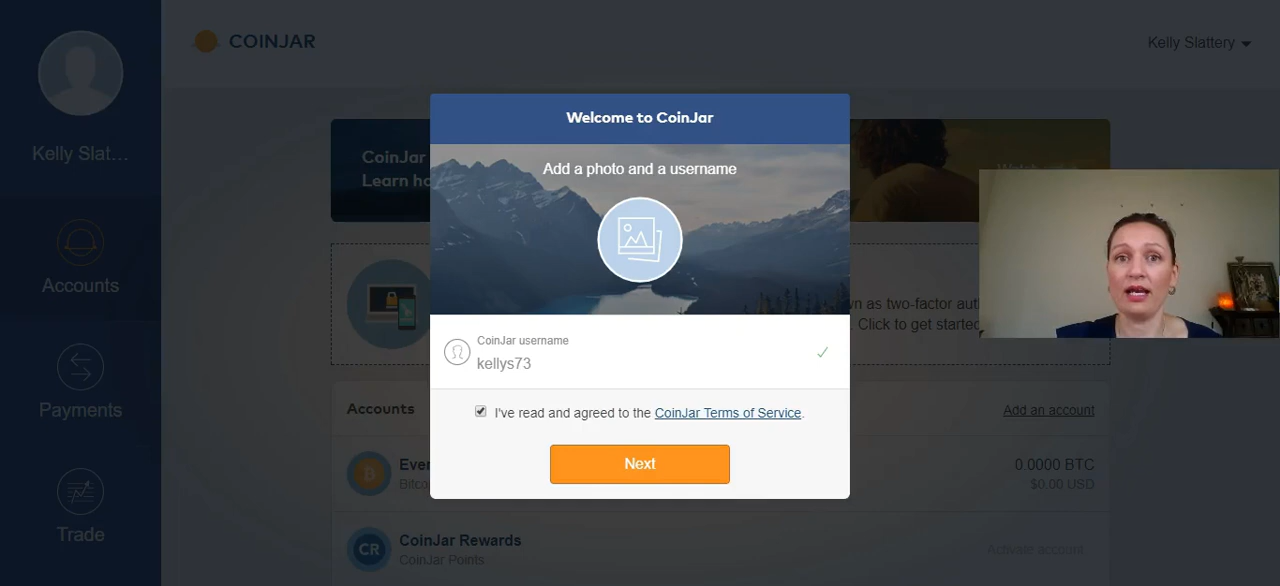 COINJAR
Kelly Slattery
Kelly Slat...
Accounts
Payments
Trade
CoinJar
Learn ho
Welcome to CoinJar
Add a photo and a username
CoinJar username
kellys73
I've read and agreed to the CoinJar Terms of Service.
Next
wn as two-factor aut
Click to get started
Accounts
Add an account
Ever
Bitco
0.0000 BTC
$0.00 USD
CoinJar Rewards
CoinJar Points
Activate account
CR